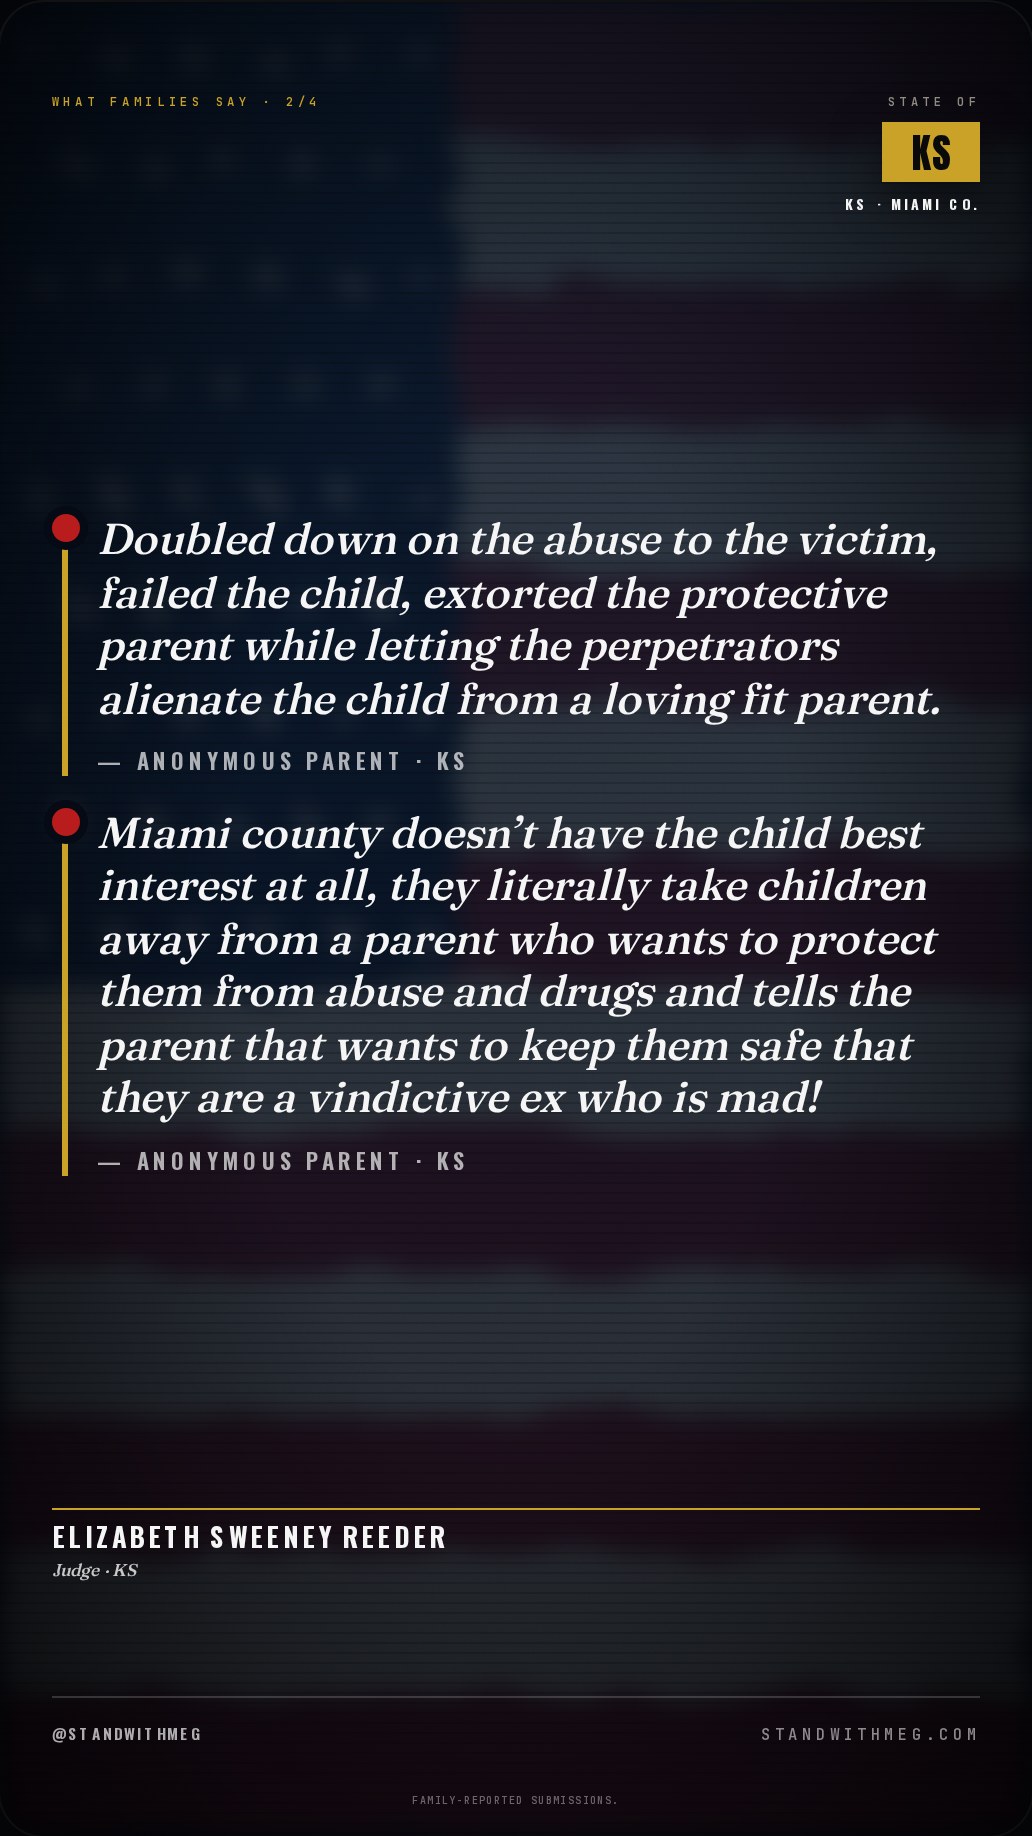 WHAT FAMILIES SAY · 2/4
STATE OF
KS
KS · MIAMI CO.
Doubled down on the abuse to the victim,
failed the child, extorted the protective
parent while letting the perpetrators
alienate the child from a loving fit parent.
— ANONYMOUS PARENT · KS
Miami county doesn’t have the child best
interest at all, they literally take children
away from a parent who wants to protect
them from abuse and drugs and tells the
parent that wants to keep them safe that
they are a vindictive ex who is mad!
— ANONYMOUS PARENT · KS
ELIZABETH SWEENEY REEDER
Judge · KS
@STANDWITHMEG
STANDWITHMEG.COM
FAMILY-REPORTED SUBMISSIONS.